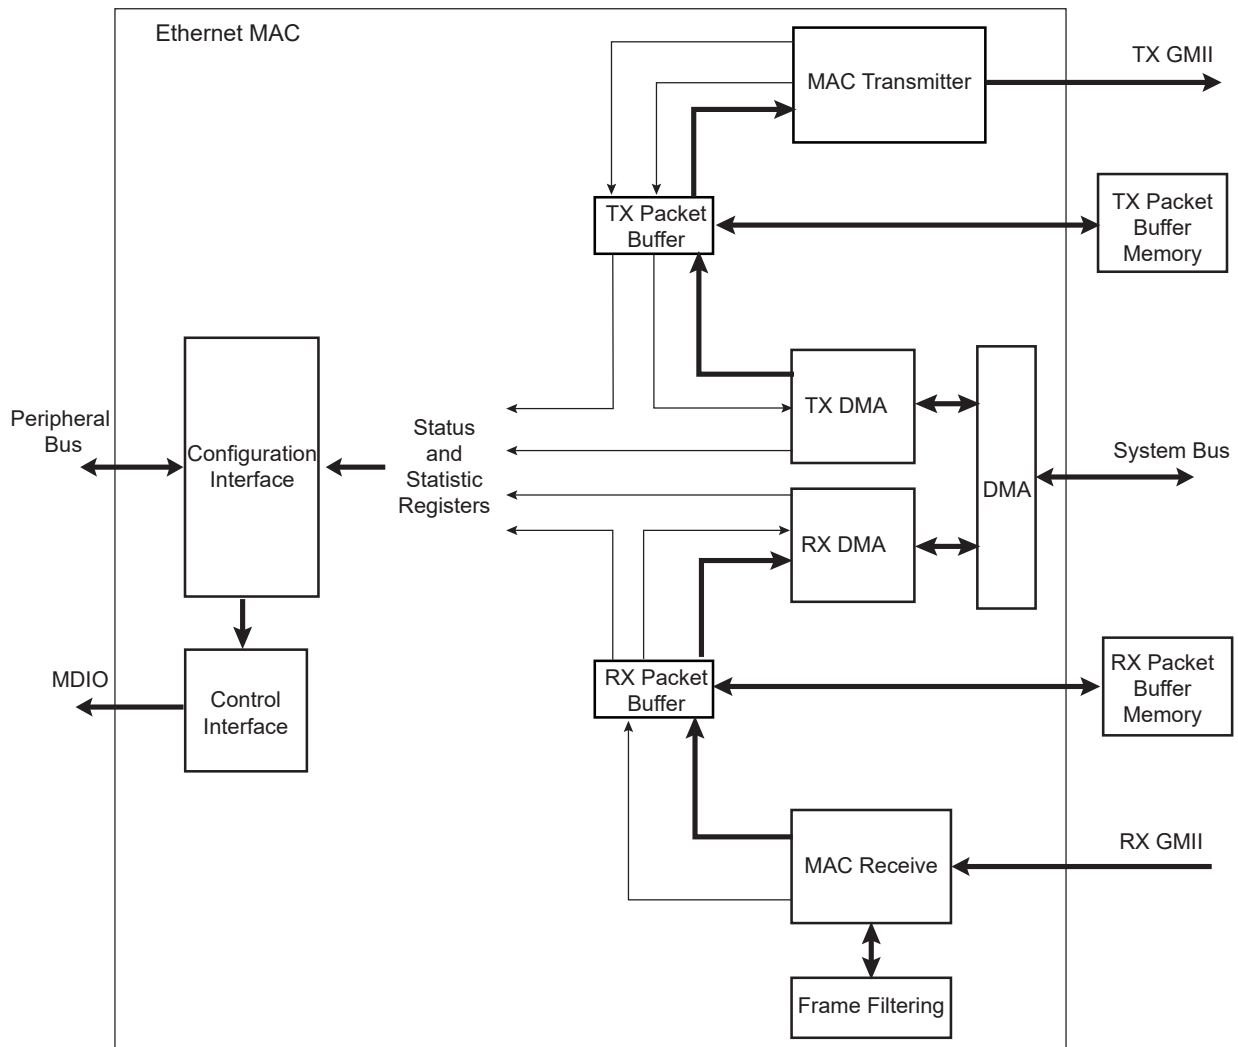 Ethernet MAC
MAC Transmitter
TX GMII
TX Packet
Buffer
TX Packet
Buffer
Memory
Peripheral
Bus
Configuration
Interface
Status
and
Statistic
Registers
TX DMA
RX DMA
DMA
System Bus
MDIO
Control
Interface
RX Packet
Buffer
RX Packet
Buffer
Memory
MAC Receive
RX GMII
Frame Filtering